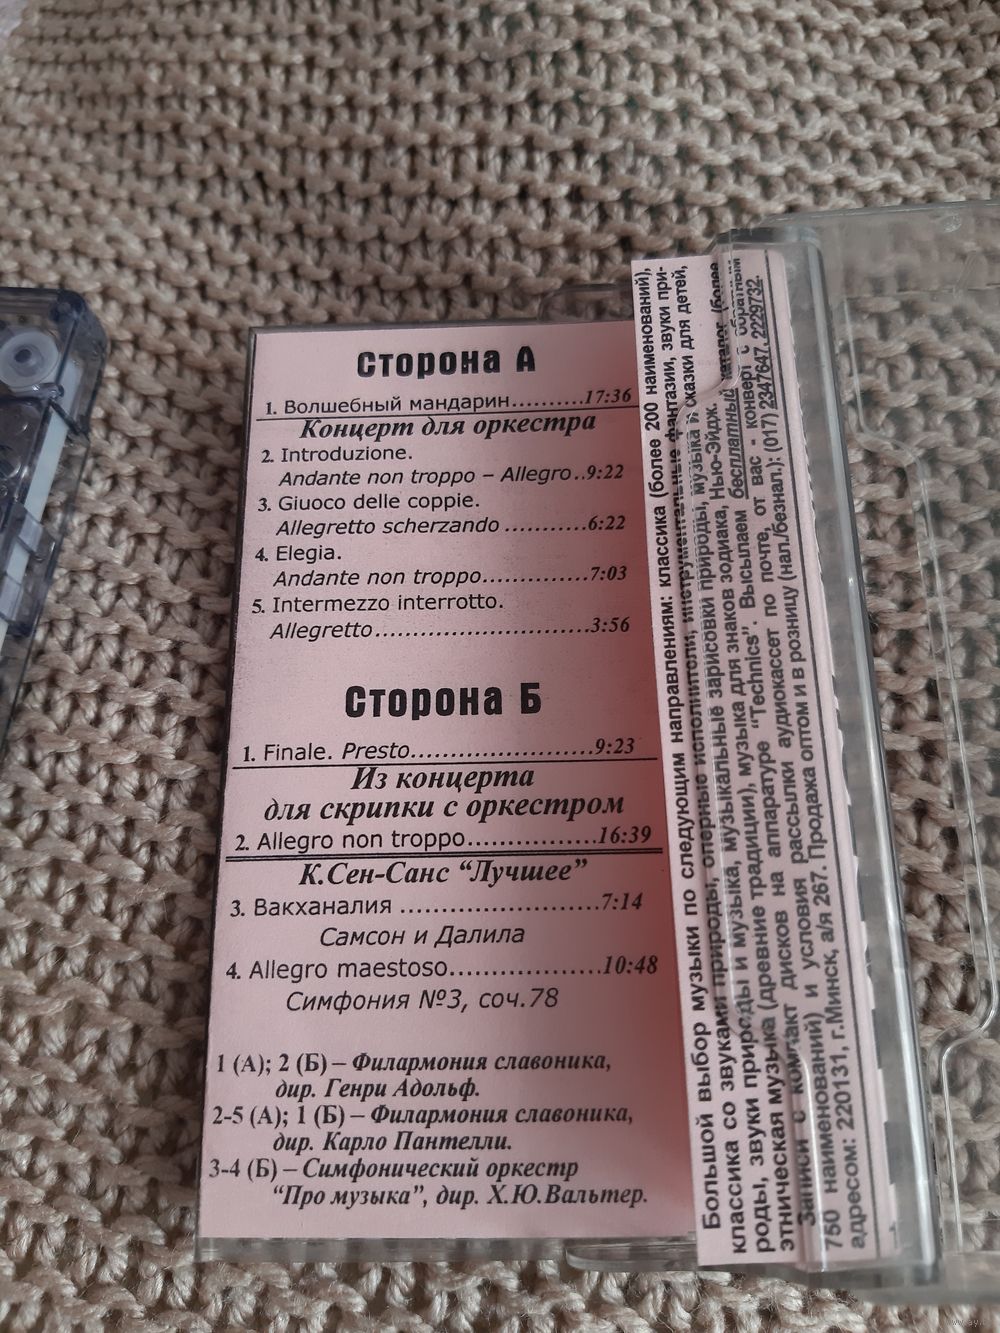 Сторона А
1. Волшебный мандарин..........17:36
Концерт для оркестра
2. Introduzione.
Andante non troppo – Allegro..9:22
3. Giuoco delle coppie.
Allegretto scherzando ...........6:22
4. Elegia.
Andante non troppo..............7:03
5. Intermezzo interrotto.
Allegretto............................3:56
Сторона Б
1. Finale. Presto........................9:23
Из концерта
для скрипки с оркестром
2. Allegro non troppo.................16:39
К.Сен-Санс “Лучшее”
3. Вакханалия ..........................7:14
Самсон и Далила
4. Allegro maestoso....................10:48
Симфония №3, соч.78
1 (А); 2 (Б) – Филармония славоника,
дир. Генри Адольф.
2-5 (А); 1 (Б) – Филармония славоника,
дир. Карло Пантелли.
3-4 (Б) – Симфонический оркестр
“Про музыка”, дир. Х.Ю.Вальтер.
Большой выбор музыки по следующим направлениям: классика (более 200 наименований),
классика со звуками природы, оперные исполнители, инструментальные фантазии, звуки при-
роды, звуки природы и музыка, музыкальные зарисовки природы, музыка и сказки для детей,
этническая музыка (древние традиции), музыка для знаков зодиака, Нью-Эйдж.
Записи с компакт дисков на аппаратуре “Technics”. Высылаем бесплатный каталог (более
750 наименований) и условия рассылки аудиокассет по почте, от вас - конверт с обратным
адресом: 220131, г.Минск, а/я 267. Продажа оптом и в розницу (нал./безнал.): (017) 2347647, 2229732.